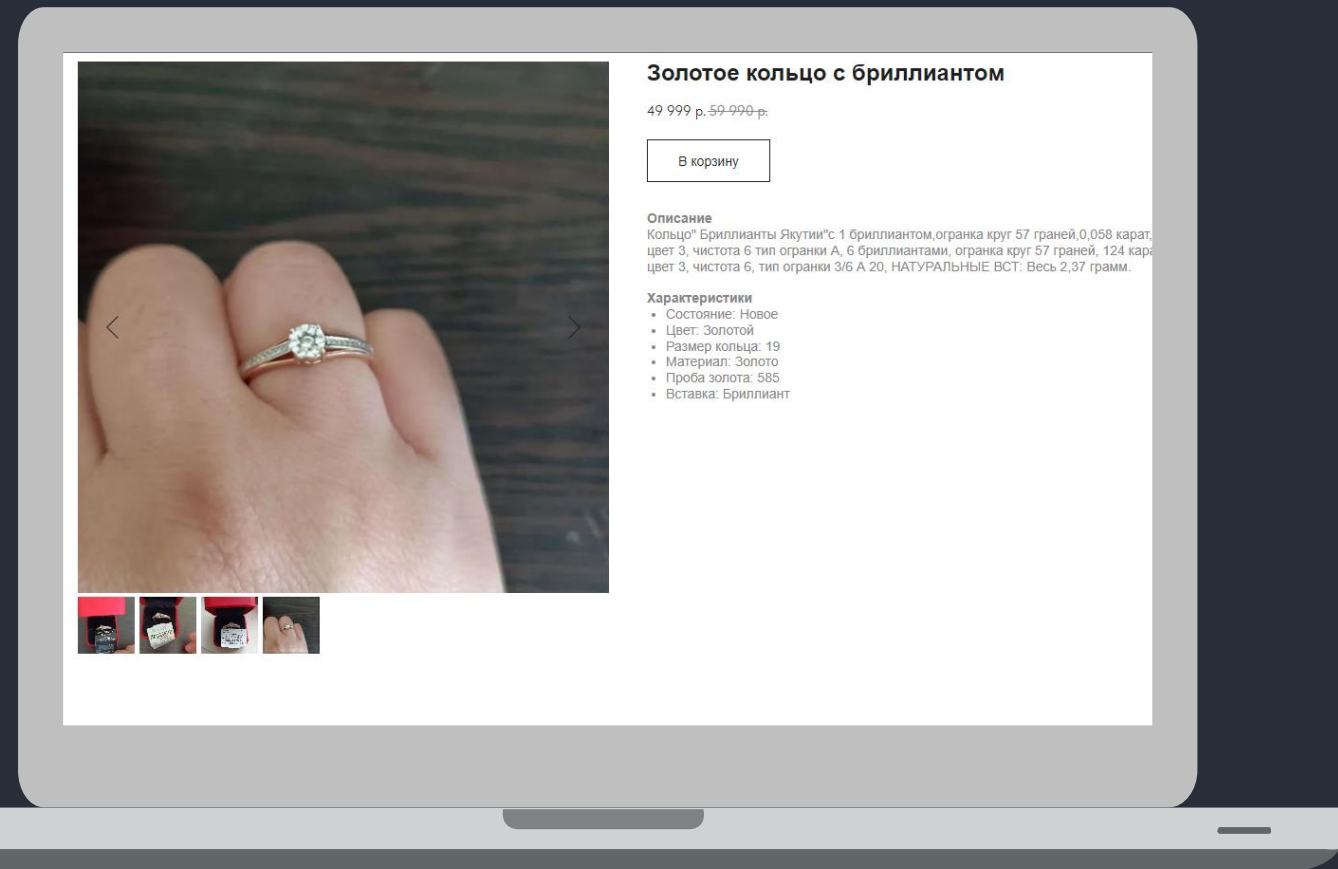 Золотое кольцо с бриллиантом
49 999 р. 59 990 р.
В корзину
Описание
Кольцо" Бриллианты Якутии"с 1 бриллиантом,огранка круг 57 граней,0,058 карат,
цвет 3, чистота 6 тип огранки А, 6 бриллиантами, огранка круг 57 граней, 124 кара
цвет 3, чистота 6, тип огранки 3/6 А 20, НАТУРАЛЬНЫЕ ВСТ: Весь 2,37 грамм.
Характеристики
• Состояние: Новое
• Цвет: Золотой
• Размер кольца: 19
• Материал: Золото
• Проба золота: 585
• Вставка: Бриллиант